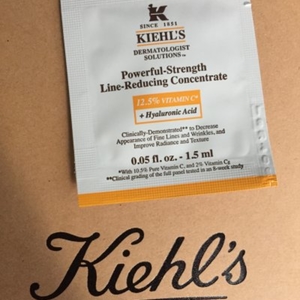 K
SINCE 1851
KIEHL'S
DERMATOLOGIST
SOLUTIONS™
Powerful-Strength
Line-Reducing Concentrate
12.5% VITAMIN C*
+ Hyaluronic Acid
Clinically-Demonstrated** to Decrease
Appearance of Fine Lines and Wrinkles, and
Improve Radiance and Texture
0.05 fl. oz. - 1.5 ml
*With 10.5% Pure Vitamin C, and 2% Vitamin Cg
**Clinical grading of the full panel tested in an 8-week study
Kiehl's